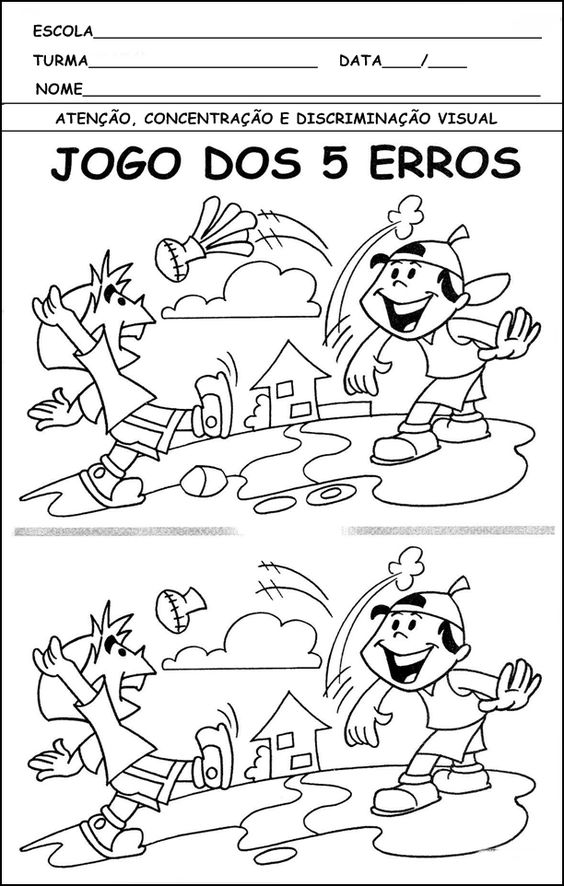 ESCOLA
TURMA DATA / 
NOME
ATENÇÃO, CONCENTRAÇÃO E DISCRIMINAÇÃO VISUAL
JOGO DOS 5 ERROS